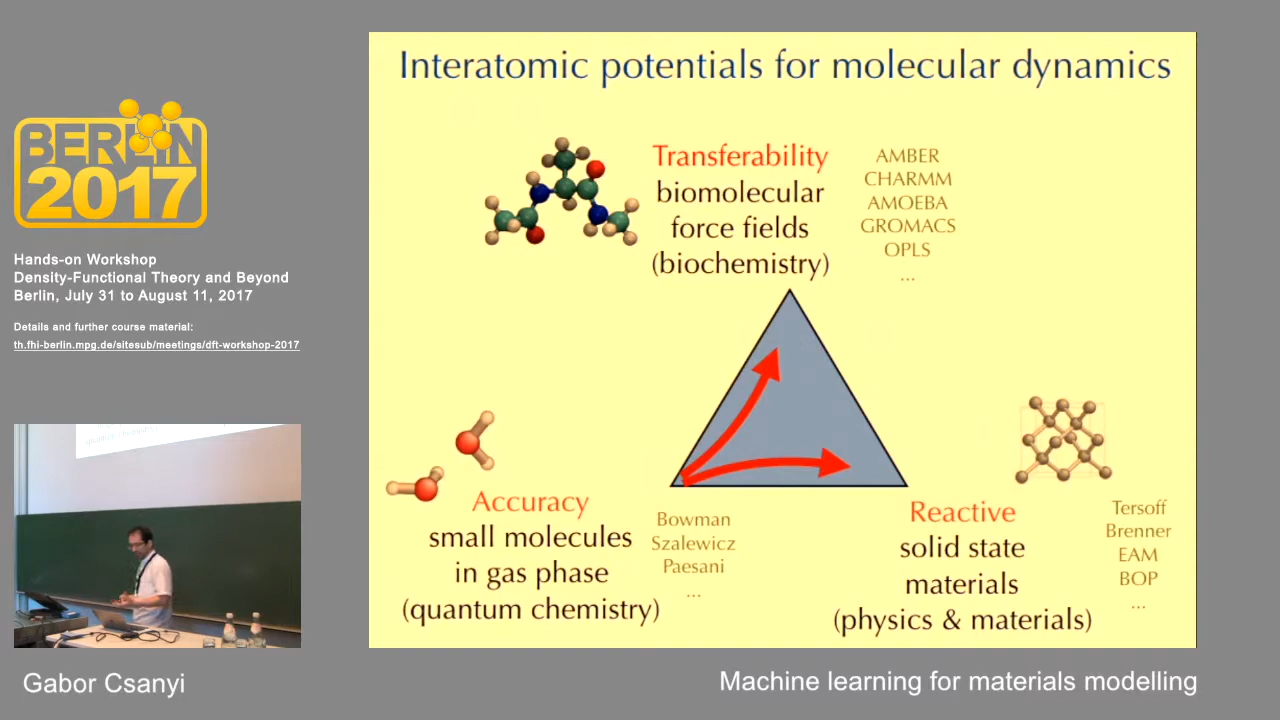 BERLIN
2017
Hands-on Workshop
Density-Functional Theory and Beyond
Berlin, July 31 to August 11, 2017
Details and further course material:
th.fhi-berlin.mpg.de/sitesub/meetings/dft-workshop-2017
Interatomic potentials for molecular dynamics
Transferability
biomolecular
force fields
(biochemistry)
AMBER
CHARMM
AMOEBA
GROMACS
OPLS
...
Accuracy
small molecules
in gas phase
(quantum chemistry)
Bowman
Szalewicz
Paesani
...
Reactive
solid state
materials
(physics & materials)
Tersoff
Brenner
EAM
BOP
...
Gabor Csanyi
Machine learning for materials modelling